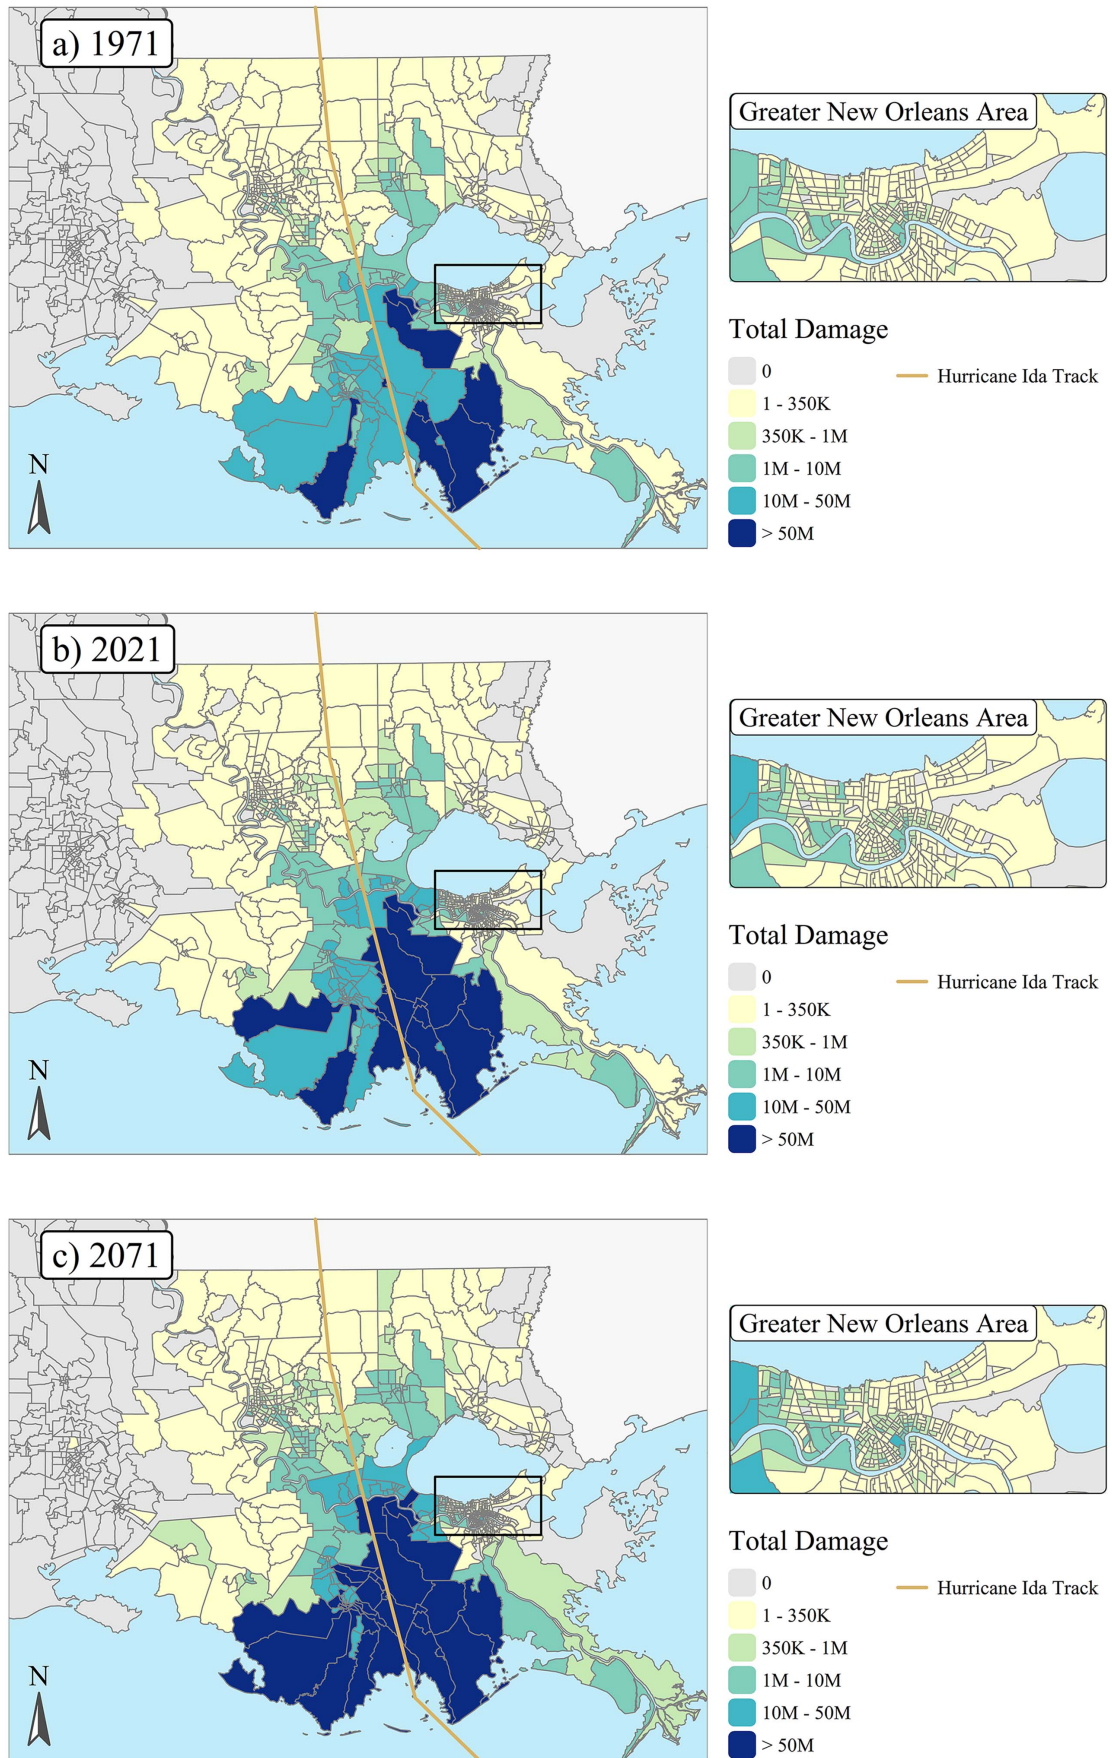 a) 1971
Greater New Orleans Area
Total Damage
0
Hurricane Ida Track
1 - 350K
350K - 1M
1M - 10M
10M - 50M
> 50M
N
b) 2021
Greater New Orleans Area
Total Damage
0
Hurricane Ida Track
1 - 350K
350K - 1M
1M - 10M
10M - 50M
> 50M
N
c) 2071
Greater New Orleans Area
Total Damage
0
Hurricane Ida Track
1 - 350K
350K - 1M
1M - 10M
10M - 50M
> 50M
N